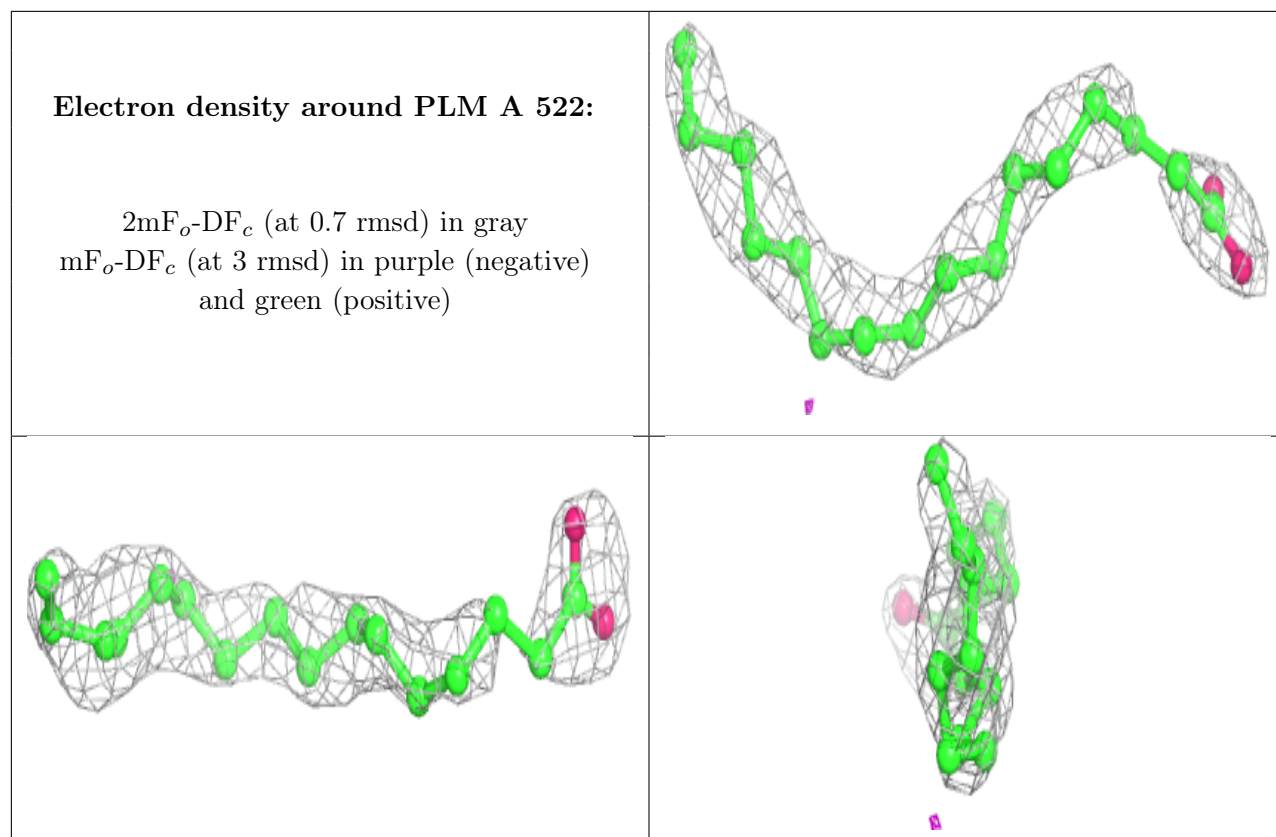 Electron density around PLM A 522:
2mFo-DFc (at 0.7 rmsd) in gray
mFo-DFc (at 3 rmsd) in purple (negative)
and green (positive)